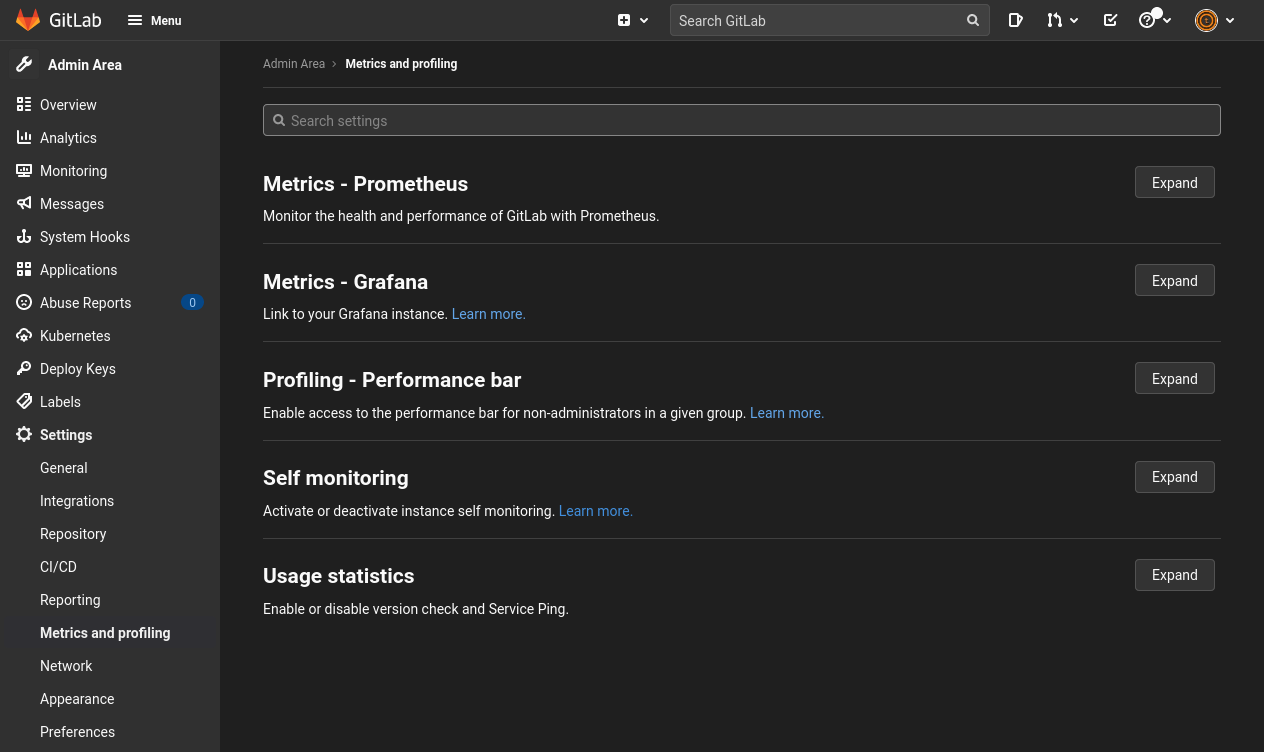 GitLab
Menu
Search GitLab
Admin Area
Overview
Analytics
Monitoring
Messages
System Hooks
Applications
Abuse Reports 0
Kubernetes
Deploy Keys
Labels
Settings
General
Integrations
Repository
CI/CD
Reporting
Metrics and profiling
Network
Appearance
Preferences
Admin Area › Metrics and profiling
Search settings
Metrics - Prometheus
Expand
Monitor the health and performance of GitLab with Prometheus.
Metrics - Grafana
Expand
Link to your Grafana instance. Learn more.
Profiling - Performance bar
Expand
Enable access to the performance bar for non-administrators in a given group. Learn more.
Self monitoring
Expand
Activate or deactivate instance self monitoring. Learn more.
Usage statistics
Expand
Enable or disable version check and Service Ping.